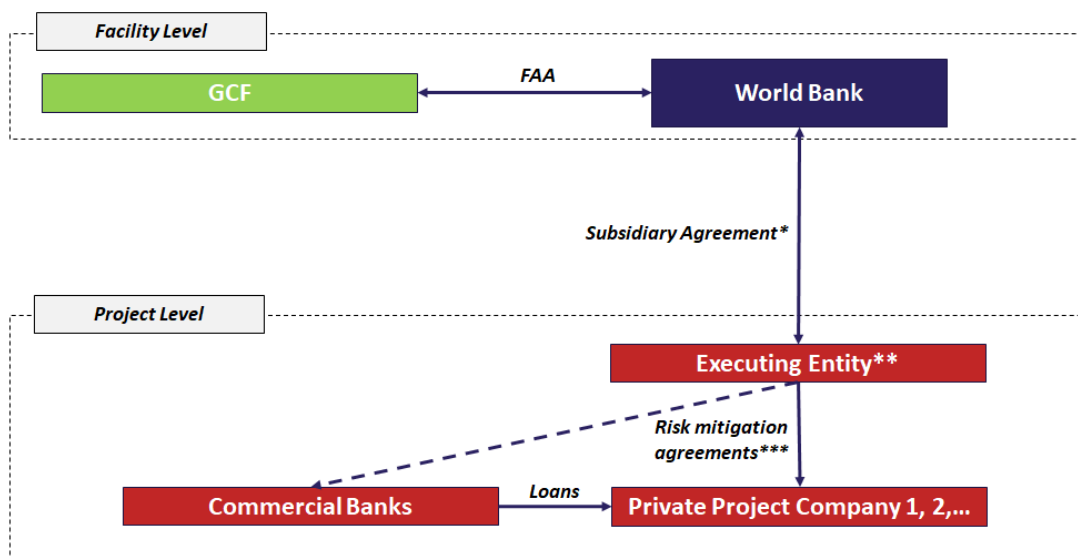 Facility Level
GCF
FAA
World Bank
Subsidiary Agreement*
Project Level
Executing Entity**
Risk mitigation
agreements***
Commercial Banks
Loans
Private Project Company 1, 2,...